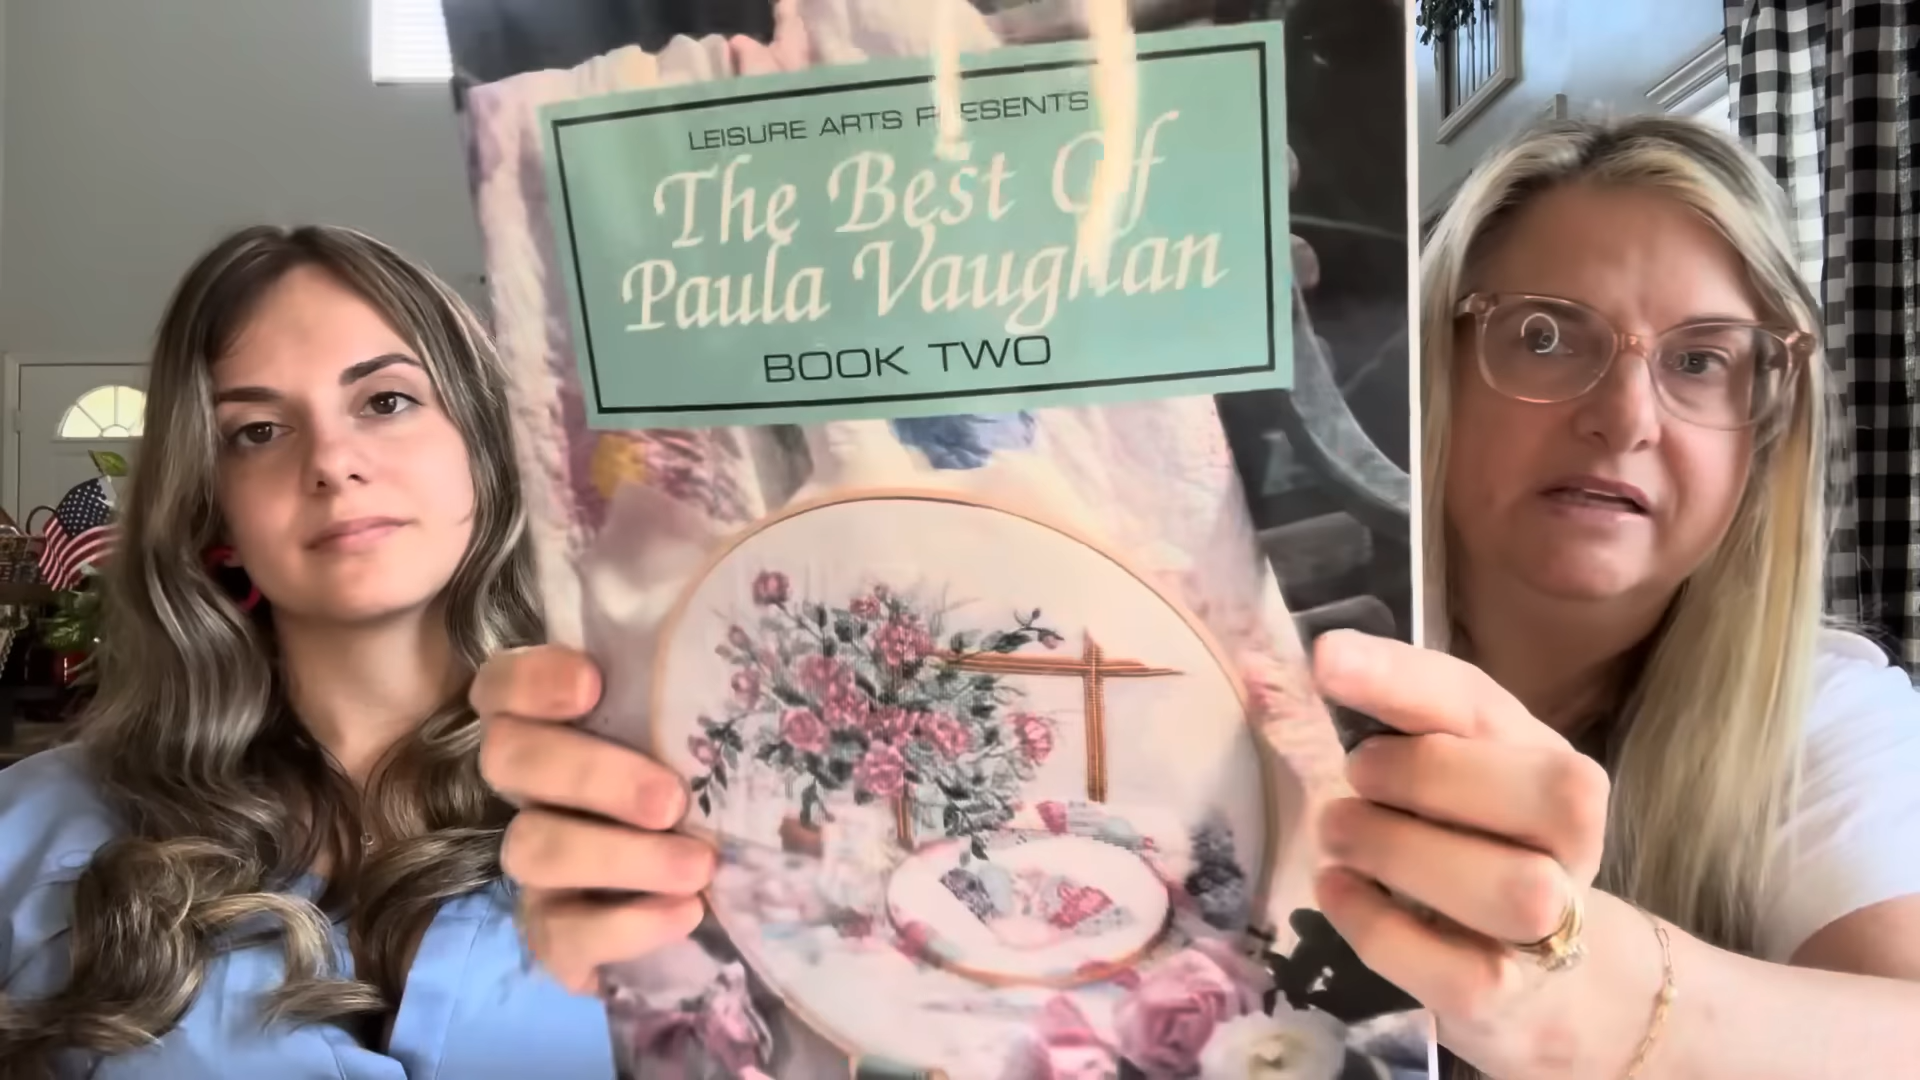 LEISURE ARTS PRESENTS
The Best Of
Paula Vaughan
BOOK TWO